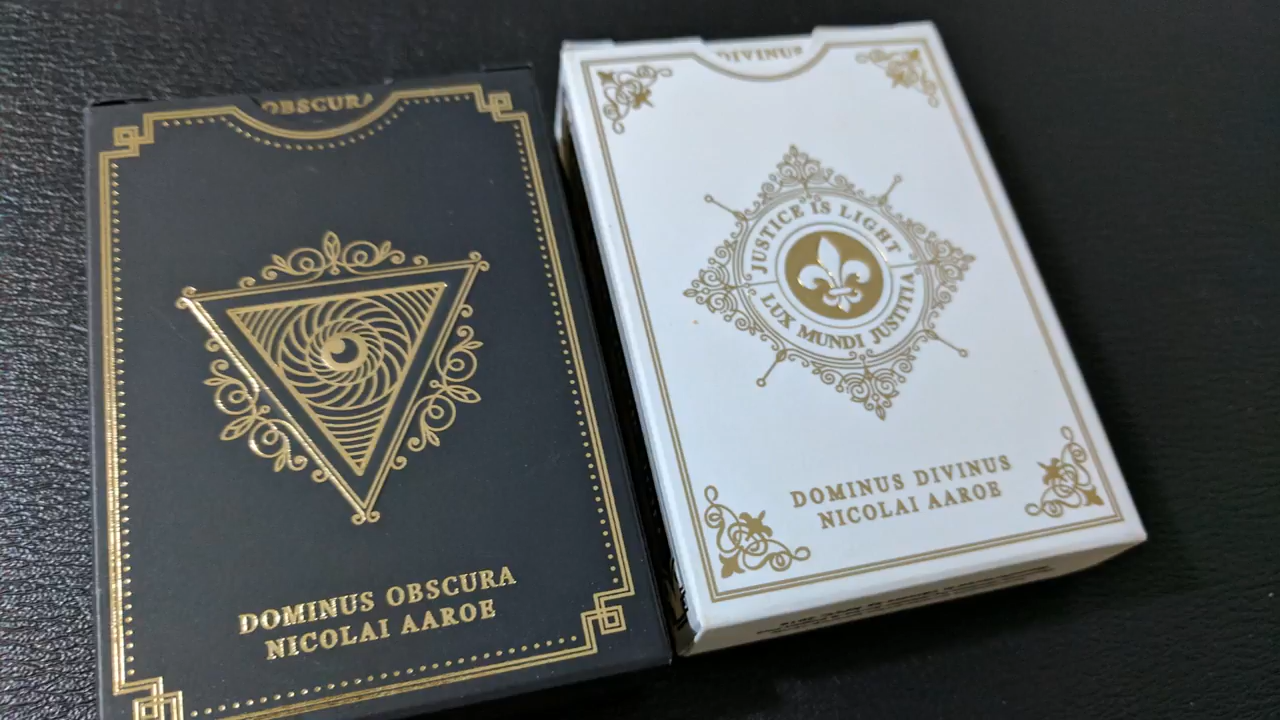 OBSCURA
DOMINUS OBSCURA
NICOLAI AAROE
DIVINUS
JUSTICE IS LIGHT
LUX MUNDI JUSTITIA
DOMINUS DIVINUS
NICOLAI AAROE